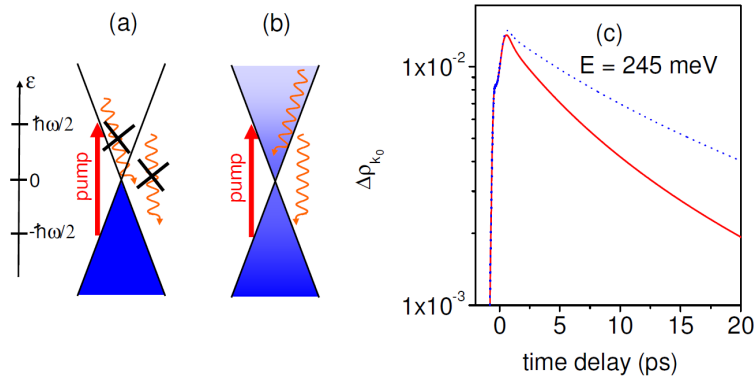 (a)
ε
ħω/2
0
-ħω/2
pump
(b)
pump
(c)
E = 245 meV
Δρk₀
1x10⁻²
1x10⁻³
0 5 10 15 20
time delay (ps)